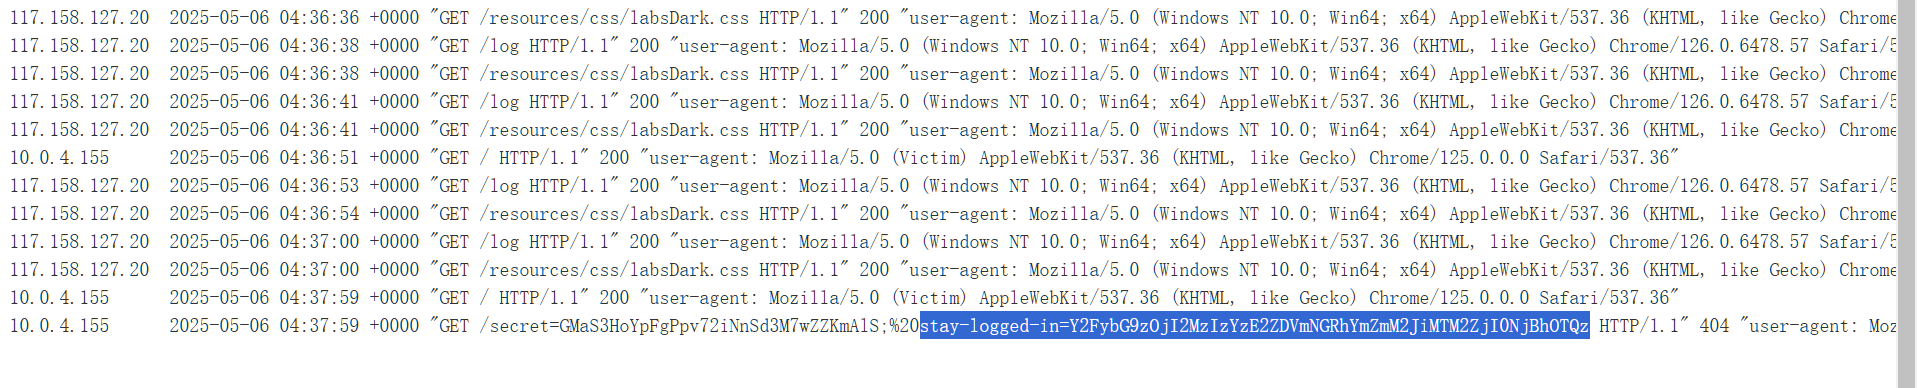 117.158.127.20  2025-05-06 04:36:36 +0000 "GET /resources/css/labsDark.css HTTP/1.1" 200 "user-agent: Mozilla/5.0 (Windows NT 10.0; Win64; x64) AppleWebKit/537.36 (KHTML, like Gecko) Chrome
117.158.127.20  2025-05-06 04:36:38 +0000 "GET /log HTTP/1.1" 200 "user-agent: Mozilla/5.0 (Windows NT 10.0; Win64; x64) AppleWebKit/537.36 (KHTML, like Gecko) Chrome/126.0.6478.57 Safari/5
117.158.127.20  2025-05-06 04:36:38 +0000 "GET /resources/css/labsDark.css HTTP/1.1" 200 "user-agent: Mozilla/5.0 (Windows NT 10.0; Win64; x64) AppleWebKit/537.36 (KHTML, like Gecko) Chrome
117.158.127.20  2025-05-06 04:36:41 +0000 "GET /log HTTP/1.1" 200 "user-agent: Mozilla/5.0 (Windows NT 10.0; Win64; x64) AppleWebKit/537.36 (KHTML, like Gecko) Chrome/126.0.6478.57 Safari/5
117.158.127.20  2025-05-06 04:36:41 +0000 "GET /resources/css/labsDark.css HTTP/1.1" 200 "user-agent: Mozilla/5.0 (Windows NT 10.0; Win64; x64) AppleWebKit/537.36 (KHTML, like Gecko) Chrome
10.0.4.155      2025-05-06 04:36:51 +0000 "GET / HTTP/1.1" 200 "user-agent: Mozilla/5.0 (Victim) AppleWebKit/537.36 (KHTML, like Gecko) Chrome/125.0.0.0 Safari/537.36"
117.158.127.20  2025-05-06 04:36:53 +0000 "GET /log HTTP/1.1" 200 "user-agent: Mozilla/5.0 (Windows NT 10.0; Win64; x64) AppleWebKit/537.36 (KHTML, like Gecko) Chrome/126.0.6478.57 Safari/5
117.158.127.20  2025-05-06 04:36:54 +0000 "GET /resources/css/labsDark.css HTTP/1.1" 200 "user-agent: Mozilla/5.0 (Windows NT 10.0; Win64; x64) AppleWebKit/537.36 (KHTML, like Gecko) Chrome
117.158.127.20  2025-05-06 04:37:00 +0000 "GET /log HTTP/1.1" 200 "user-agent: Mozilla/5.0 (Windows NT 10.0; Win64; x64) AppleWebKit/537.36 (KHTML, like Gecko) Chrome/126.0.6478.57 Safari/5
117.158.127.20  2025-05-06 04:37:00 +0000 "GET /resources/css/labsDark.css HTTP/1.1" 200 "user-agent: Mozilla/5.0 (Windows NT 10.0; Win64; x64) AppleWebKit/537.36 (KHTML, like Gecko) Chrome
10.0.4.155      2025-05-06 04:37:59 +0000 "GET / HTTP/1.1" 200 "user-agent: Mozilla/5.0 (Victim) AppleWebKit/537.36 (KHTML, like Gecko) Chrome/125.0.0.0 Safari/537.36"
10.0.4.155      2025-05-06 04:37:59 +0000 "GET /secret=GMaS3HoYpFgPpv72iNnSd3M7wZZKmAlS;%20stay-logged-in=Y2FybG9zOjI2MzIzYzE2ZDVmNGRhYmZmM2JiMTM2ZjI0NjBhOTQz HTTP/1.1" 404 "user-agent: Moz